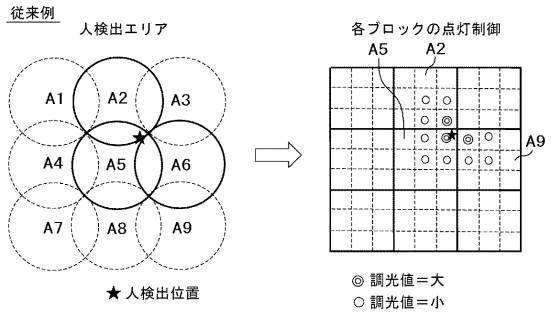 従来例
人検出エリア
A1
A2
A3
A4
A5
A6
A7
A8
A9
★人検出位置
各ブロックの点灯制御
A5
A2
A9
◎ 調光値=大
○ 調光値=小